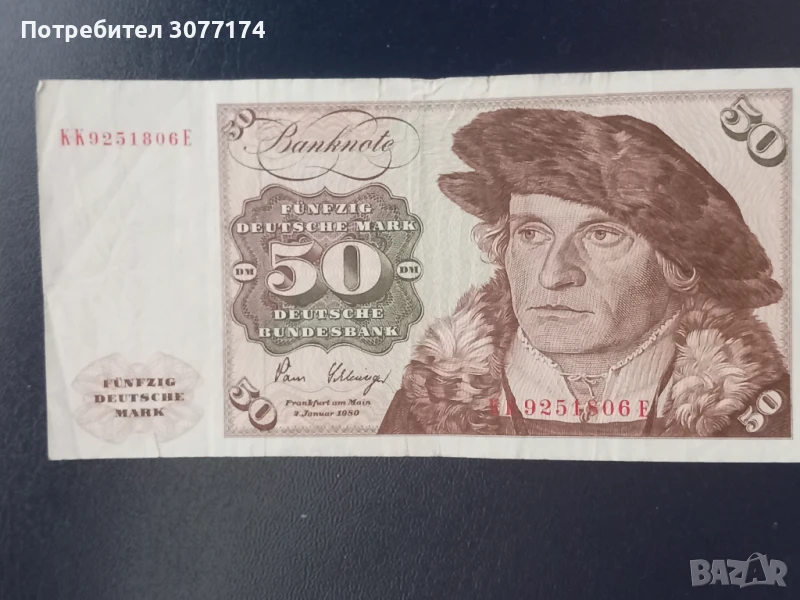 Потребител 3077174
KK9251806E
50
Banknote
50
FÜNFZIG
DEUTSCHE MARK
DM 50 DM
DEUTSCHE
BUNDESBANK
FÜNFZIG
DEUTSCHE
MARK
50
Frankfurt am Main
2. Januar 1980
KK9251806E
50
BAZAR